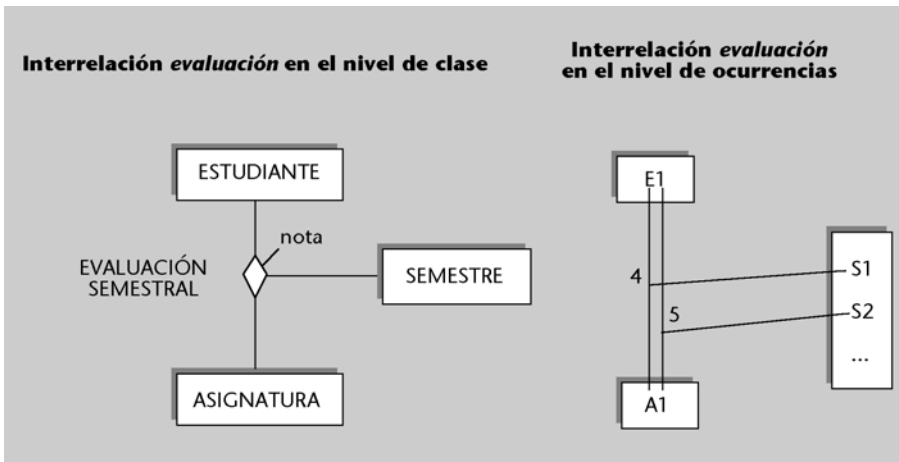 Interrelación evaluación en el nivel de clase
ESTUDIANTE
nota
EVALUACIÓN
SEMESTRAL
SEMESTRE
ASIGNATURA
Interrelación evaluación
en el nivel de ocurrencias
E1
4
S1
5
S2
...
A1